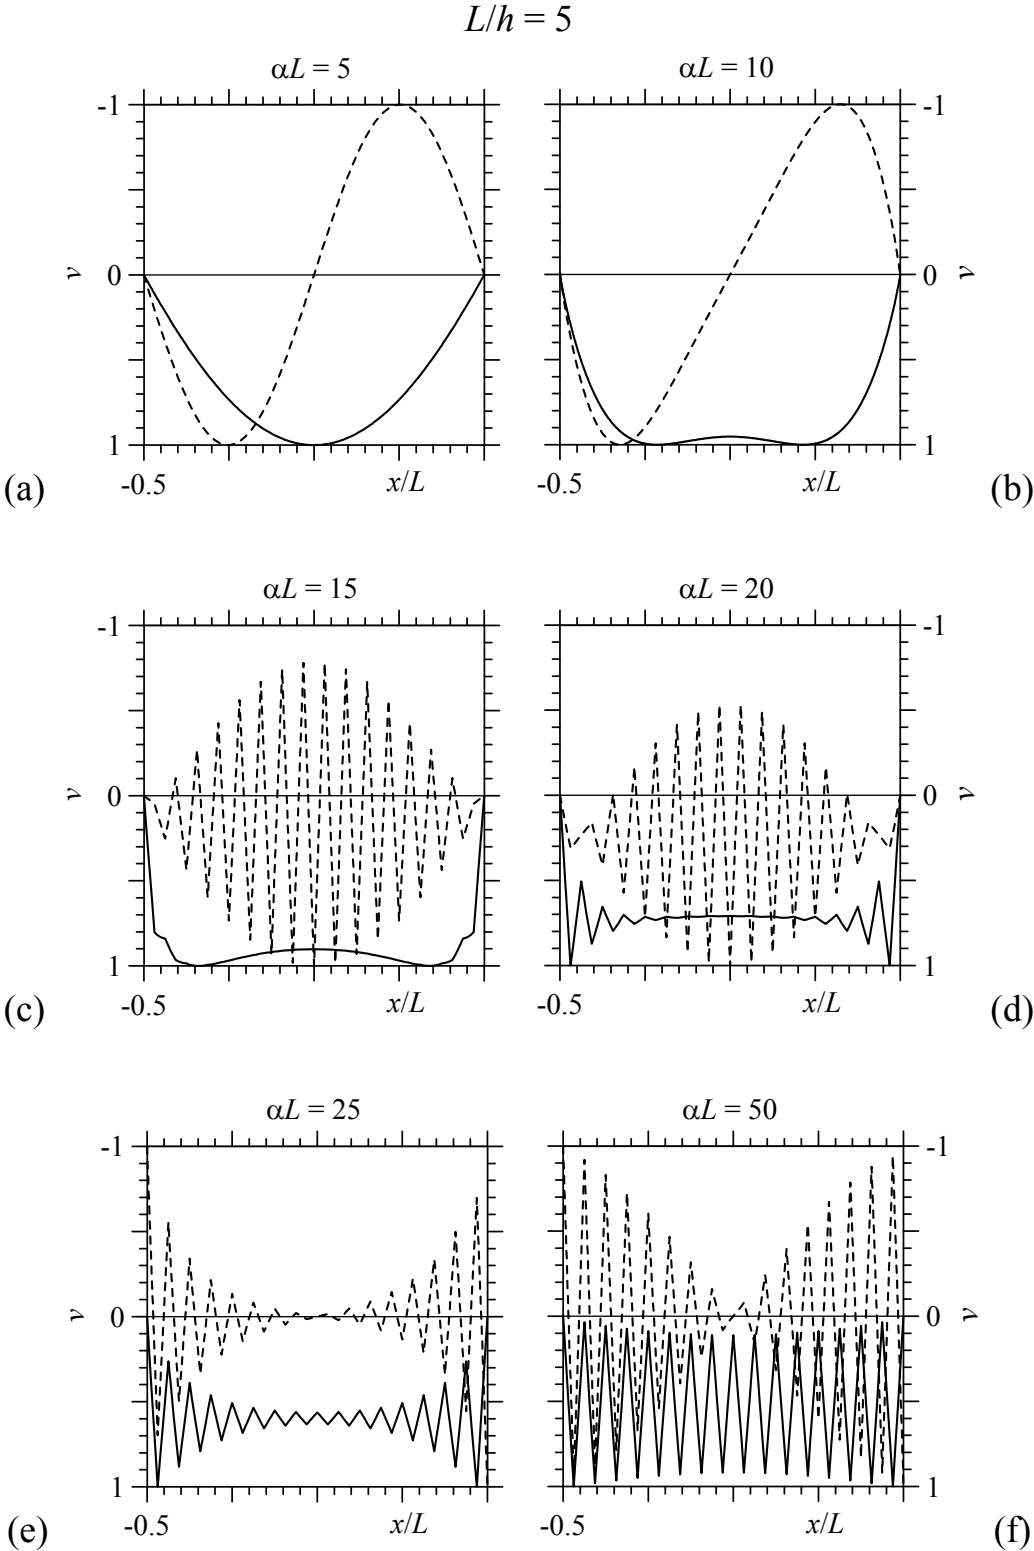 L/h = 5
αL = 5
αL = 10
-1
-1
v
0
0
v
1
1
-0.5
x/L
-0.5
x/L
(a)
(b)
αL = 15
αL = 20
-1
-1
v
0
0
v
1
1
-0.5
x/L
-0.5
x/L
(c)
(d)
αL = 25
αL = 50
-1
-1
v
0
0
v
1
1
-0.5
x/L
-0.5
x/L
(e)
(f)